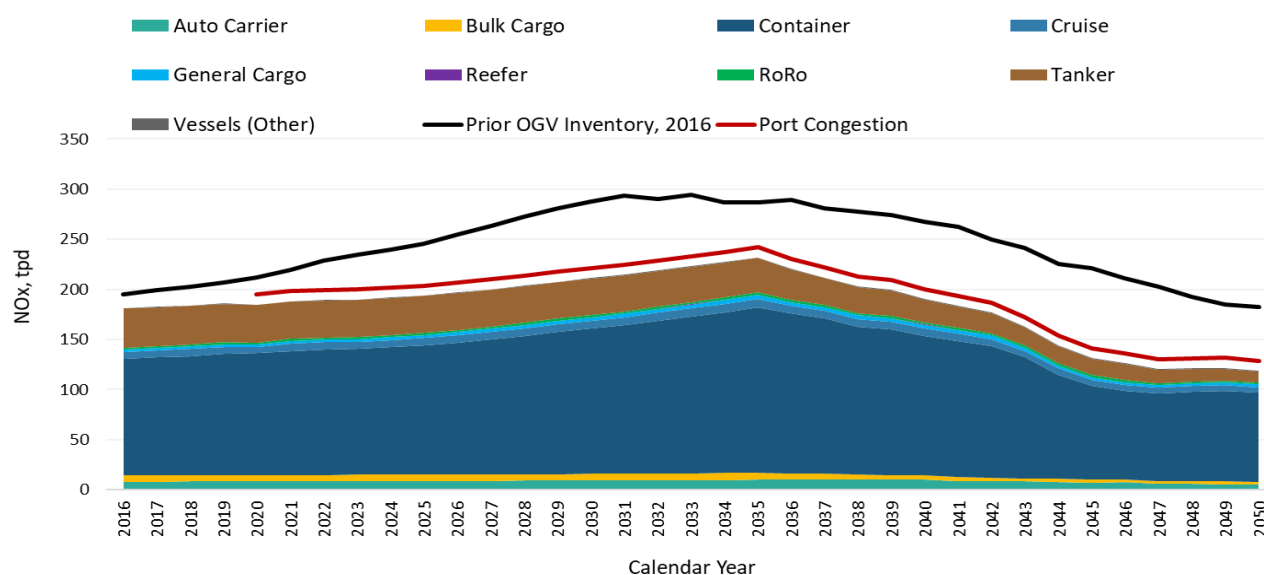 Auto Carrier Bulk Cargo Container Cruise
General Cargo Reefer RoRo Tanker
Vessels (Other) Prior OGV Inventory, 2016 Port Congestion
350
300
250
200
150
100
50
0
NOx, tpd
2016 2017 2018 2019 2020 2021 2022 2023 2024 2025 2026 2027 2028 2029 2030 2031 2032 2033 2034 2035 2036 2037 2038 2039 2040 2041 2042 2043 2044 2045 2046 2047 2048 2049 2050
Calendar Year